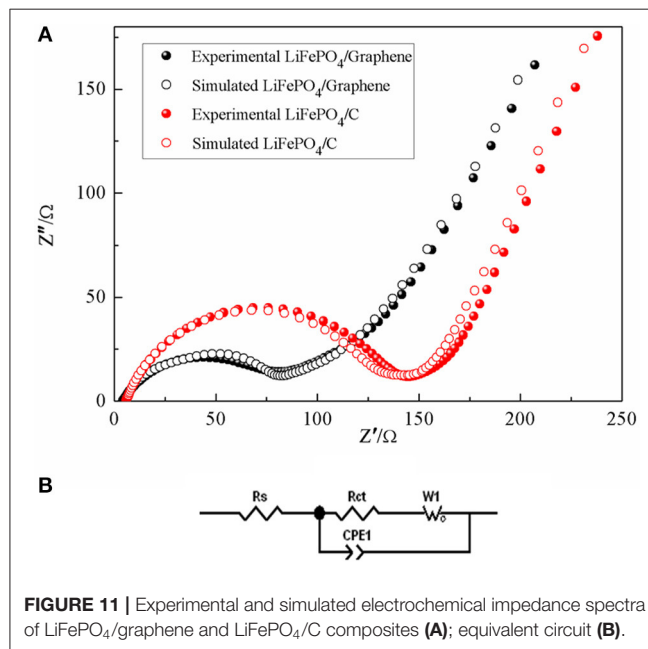 A
Experimental LiFePO₄/Graphene
Simulated LiFePO₄/Graphene
Experimental LiFePO₄/C
Simulated LiFePO₄/C
Z''/Ω
150
100
50
0
0
50
100
150
200
250
Z'/Ω
B
Rs
Rct
W1
CPE1
FIGURE 11 | Experimental and simulated electrochemical impedance spectra
of LiFePO₄/graphene and LiFePO₄/C composites (A); equivalent circuit (B).